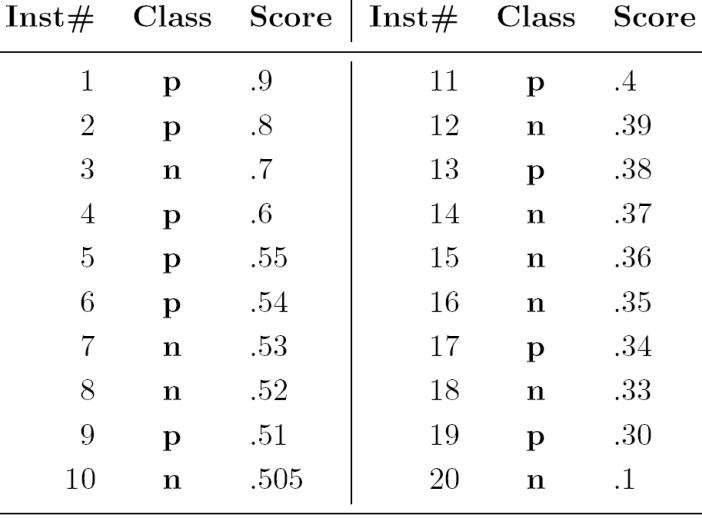 Inst# Class Score Inst# Class Score
1 p .9 11 p .4
2 p .8 12 n .39
3 n .7 13 p .38
4 p .6 14 n .37
5 p .55 15 n .36
6 p .54 16 n .35
7 n .53 17 p .34
8 n .52 18 n .33
9 p .51 19 p .30
10 n .505 20 n .1